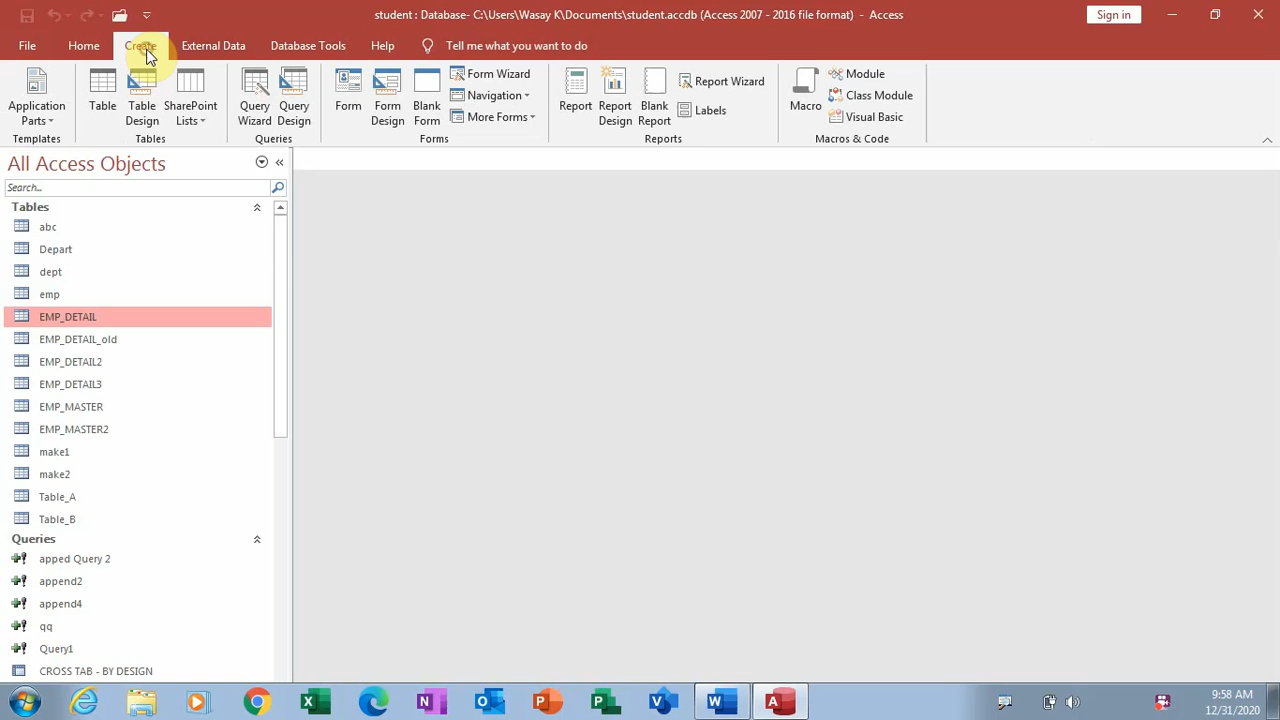 student : Database- C:\Users\Wasay K\Documents\student.accdb (Access 2007 - 2016 file format) - Access
Sign in
File
Home
Create
External Data
Database Tools
Help
Tell me what you want to do
Application
Parts
Table
Table
Design
SharePoint
Lists
Query
Wizard
Query
Design
Form
Form
Design
Blank
Form
Form Wizard
Navigation
More Forms
Report
Report
Design
Blank
Report
Report Wizard
Labels
Macro
Module
Class Module
Visual Basic
Templates
Tables
Queries
Forms
Reports
Macros & Code
All Access Objects
Search...
Tables
abc
Depart
dept
emp
EMP_DETAIL
EMP_DETAIL_old
EMP_DETAIL2
EMP_DETAIL3
EMP_MASTER
EMP_MASTER2
make1
make2
Table_A
Table_B
Queries
apped Query 2
append2
append4
qq
Query1
CROSS TAB - BY DESIGN
9:58 AM
12/31/2020